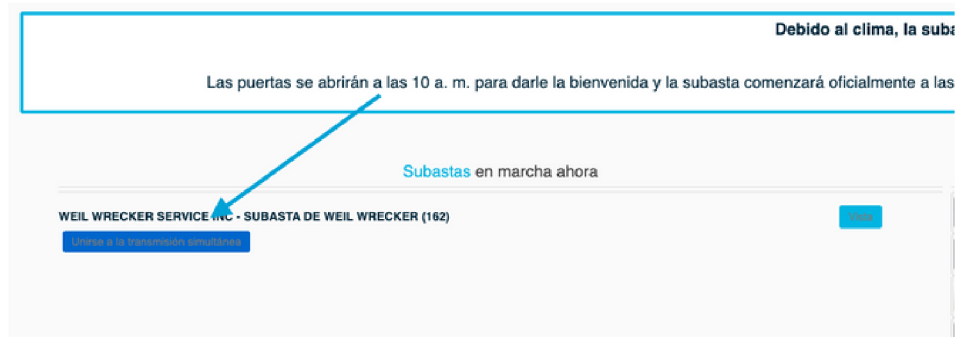 Debido al clima, la suba
Las puertas se abrirán a las 10 a. m. para darle la bienvenida y la subasta comenzará oficialmente a las
Subastas en marcha ahora
WEIL WRECKER SERVICE INC - SUBASTA DE WEIL WRECKER (162)
Unirse a la transmisión simultánea